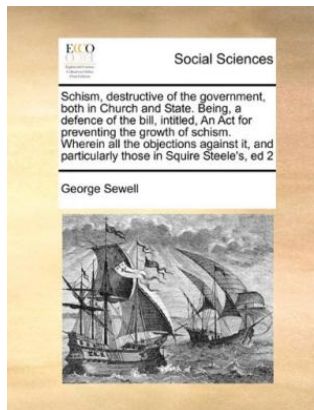 ECCO
Social Sciences
Schism, destructive of the government,
both in Church and State. Being, a
defence of the bill, intitled, An Act for
preventing the growth of schism.
Wherein all the objections against it, and
particularly those in Squire Steele's, ed 2
George Sewell